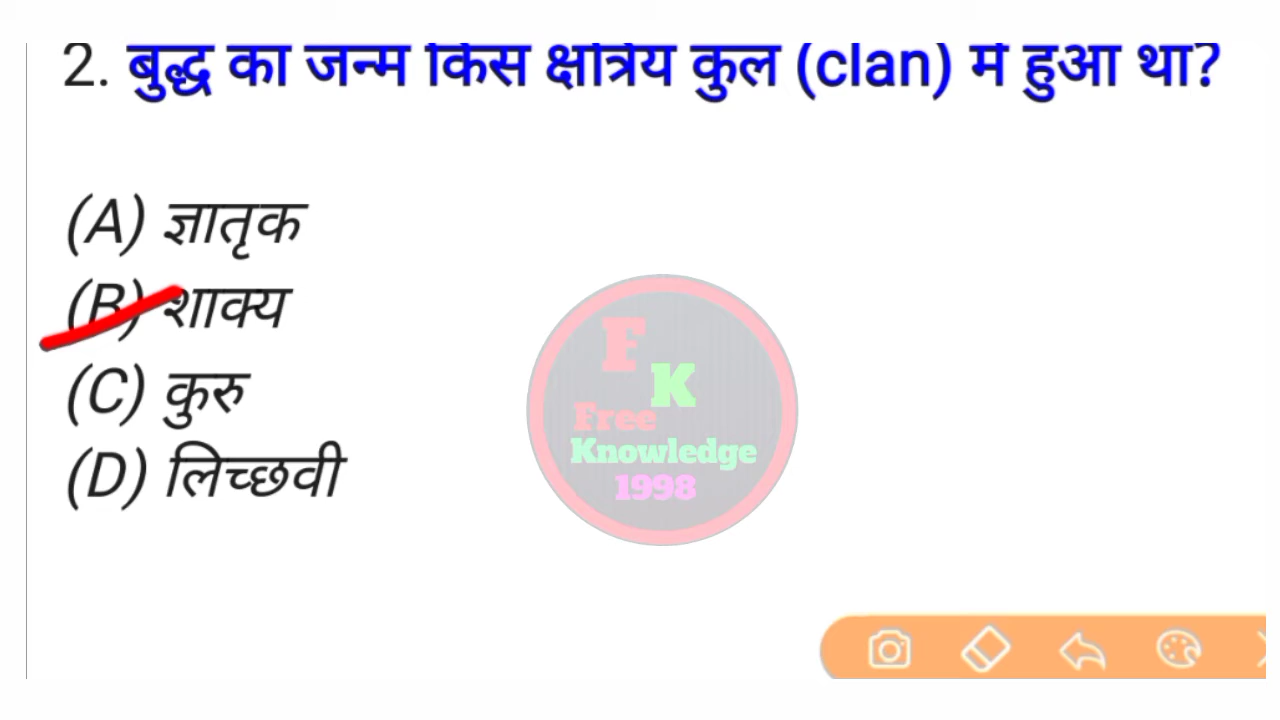 2. बुद्ध का जन्म किस क्षत्रिय कुल (clan) में हुआ था?
(A) ज्ञातृक
(B) शाक्य
(C) कुरु
(D) लिच्छवी
F
K
Free
Knowledge
1998